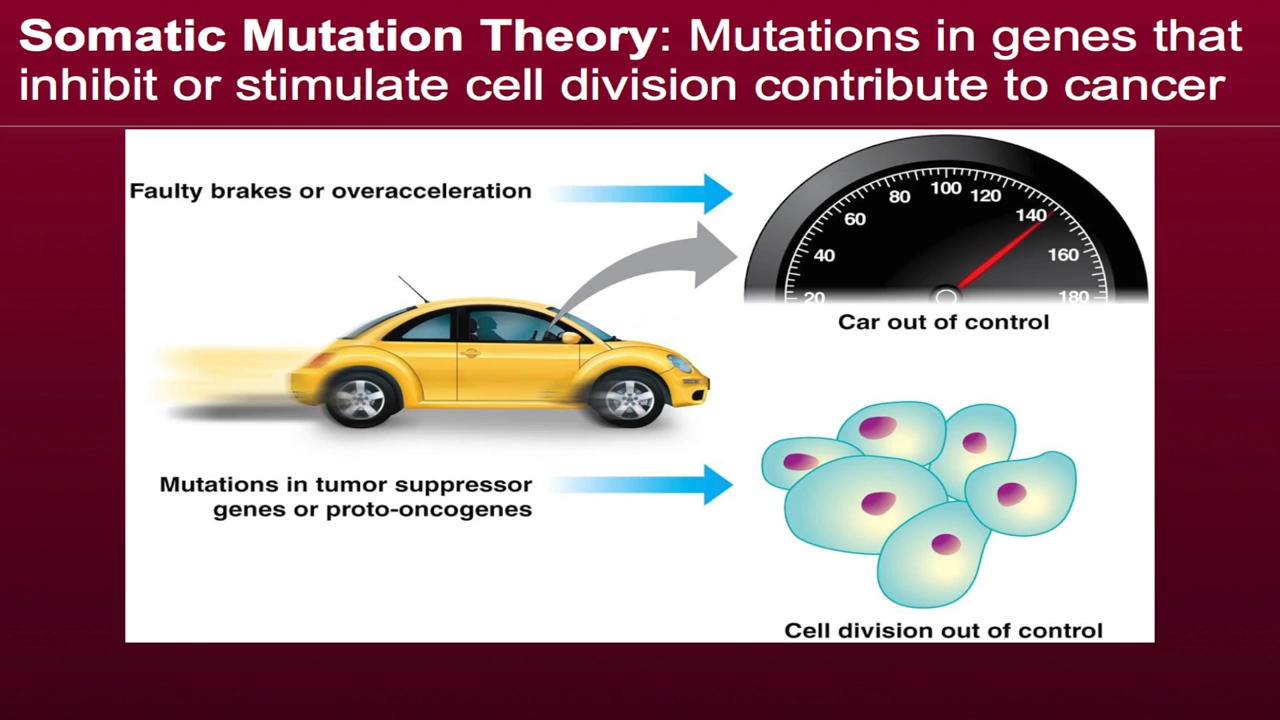 Somatic Mutation Theory: Mutations in genes that
inhibit or stimulate cell division contribute to cancer
Faulty brakes or overacceleration
20
40
60
80
100
120
140
160
180
Car out of control
Mutations in tumor suppressor
genes or proto-oncogenes
Cell division out of control